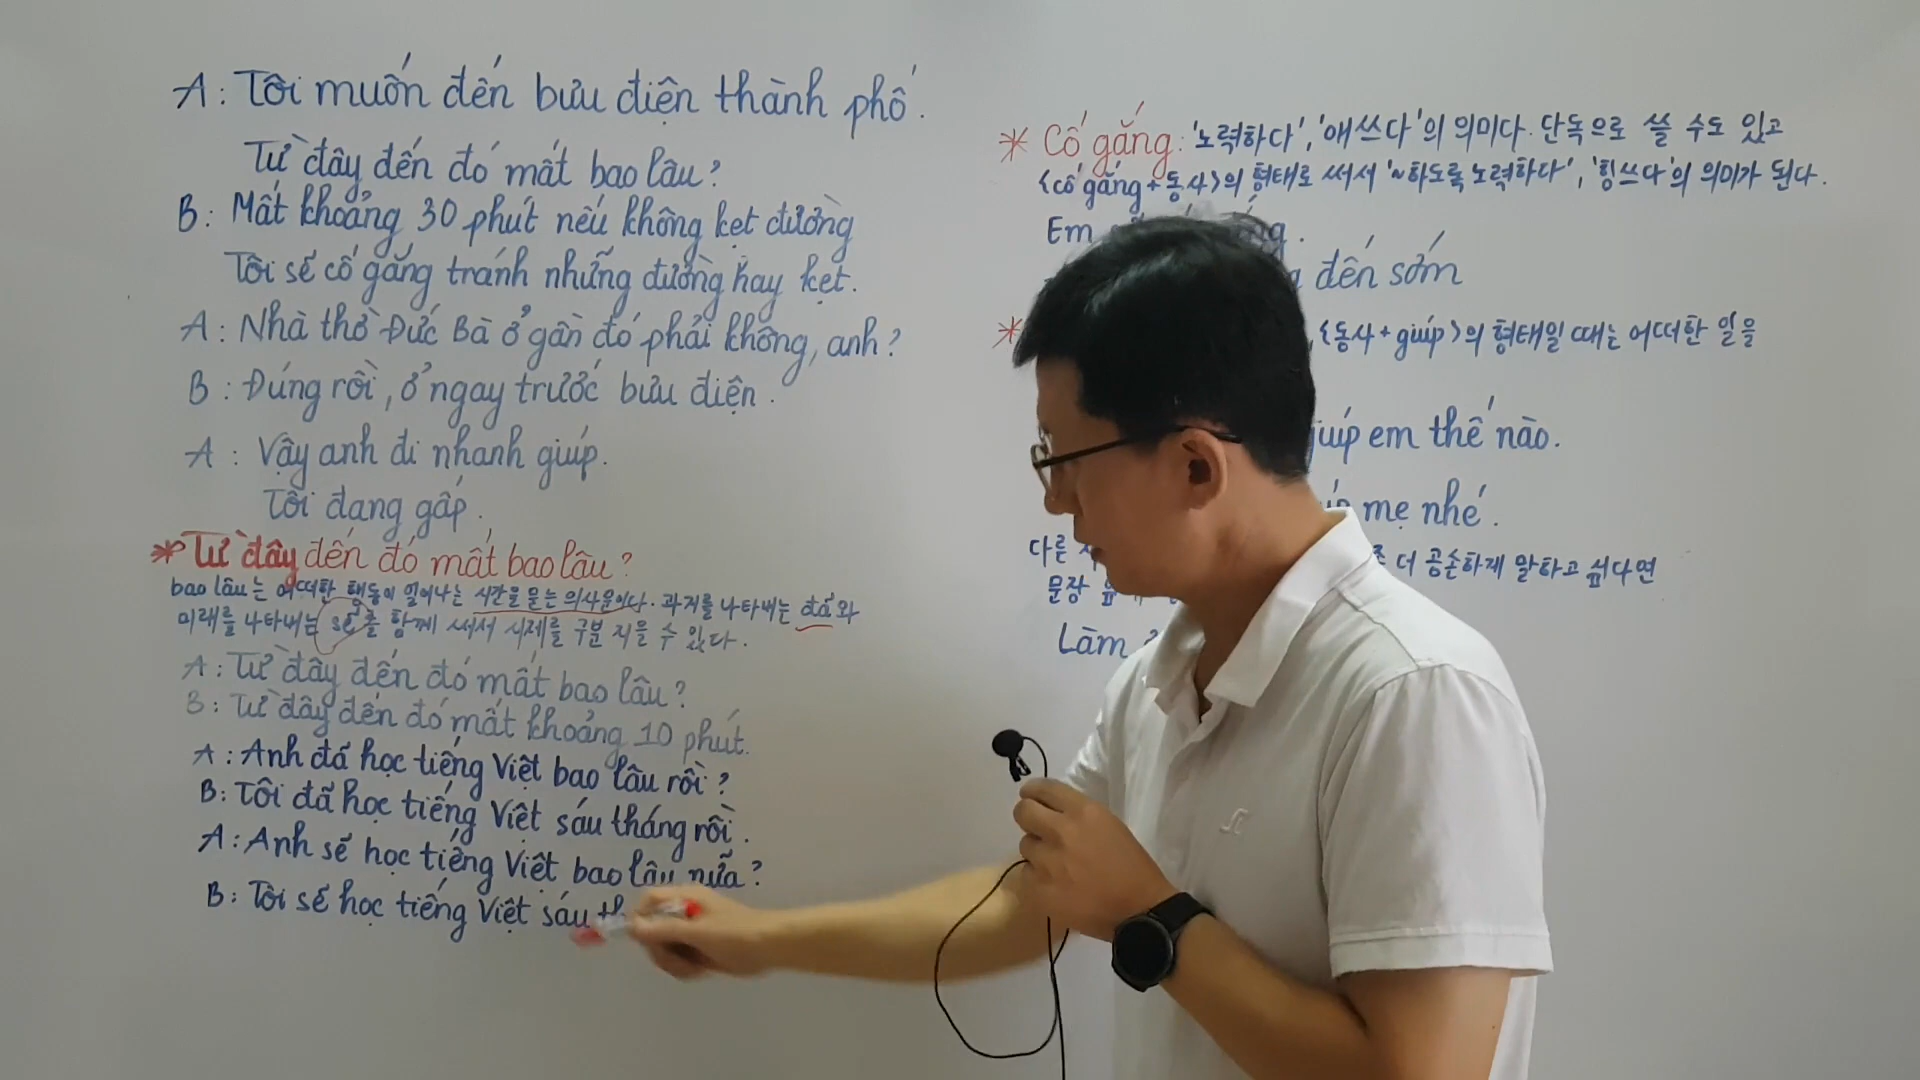 A: Tôi muốn đến bưu điện thành phố.
Từ đây đến đó mất bao lâu?
B: Mất khoảng 30 phút nếu không kẹt đường
Tôi sẽ cố gắng tránh những đường hay kẹt.
A: Nhà thờ Đức Bà ở gần đó phải không, anh?
B: Đúng rồi, ở ngay trước bưu điện.
A: Vậy anh đi nhanh giúp.
Tôi đang gấp.
* Từ đây đến đó mất bao lâu?
bao lâu는 어떠한 행동이 일어나는 시간을 묻는 의사문이다. 과거를 나타내는 đã와
미래를 나타내는 sẽ를 함께 써서 시제를 구분 지을 수 있다.
A: Từ đây đến đó mất bao lâu?
B: Từ đây đến đó mất khoảng 10 phút.
A: Anh đã học tiếng Việt bao lâu rồi?
B: Tôi đã học tiếng Việt sáu tháng rồi.
A: Anh sẽ học tiếng Việt bao lâu nữa?
B: Tôi sẽ học tiếng Việt sáu
* Cố gắng: '노력하다', '애쓰다'의 의미다. 단독으로 쓸 수도 있고
<cố gắng + 동사>의 형태로 써서 '~하도록 노력하다', '힘쓰다'의 의미가 된다.
Em
đến sớm
* <동사 + giúp>의 형태일 때는 어떠한 일을
giúp em thế nào.
mẹ nhé.
다른 더 공손하게 말하고 싶다면
문장
Làm